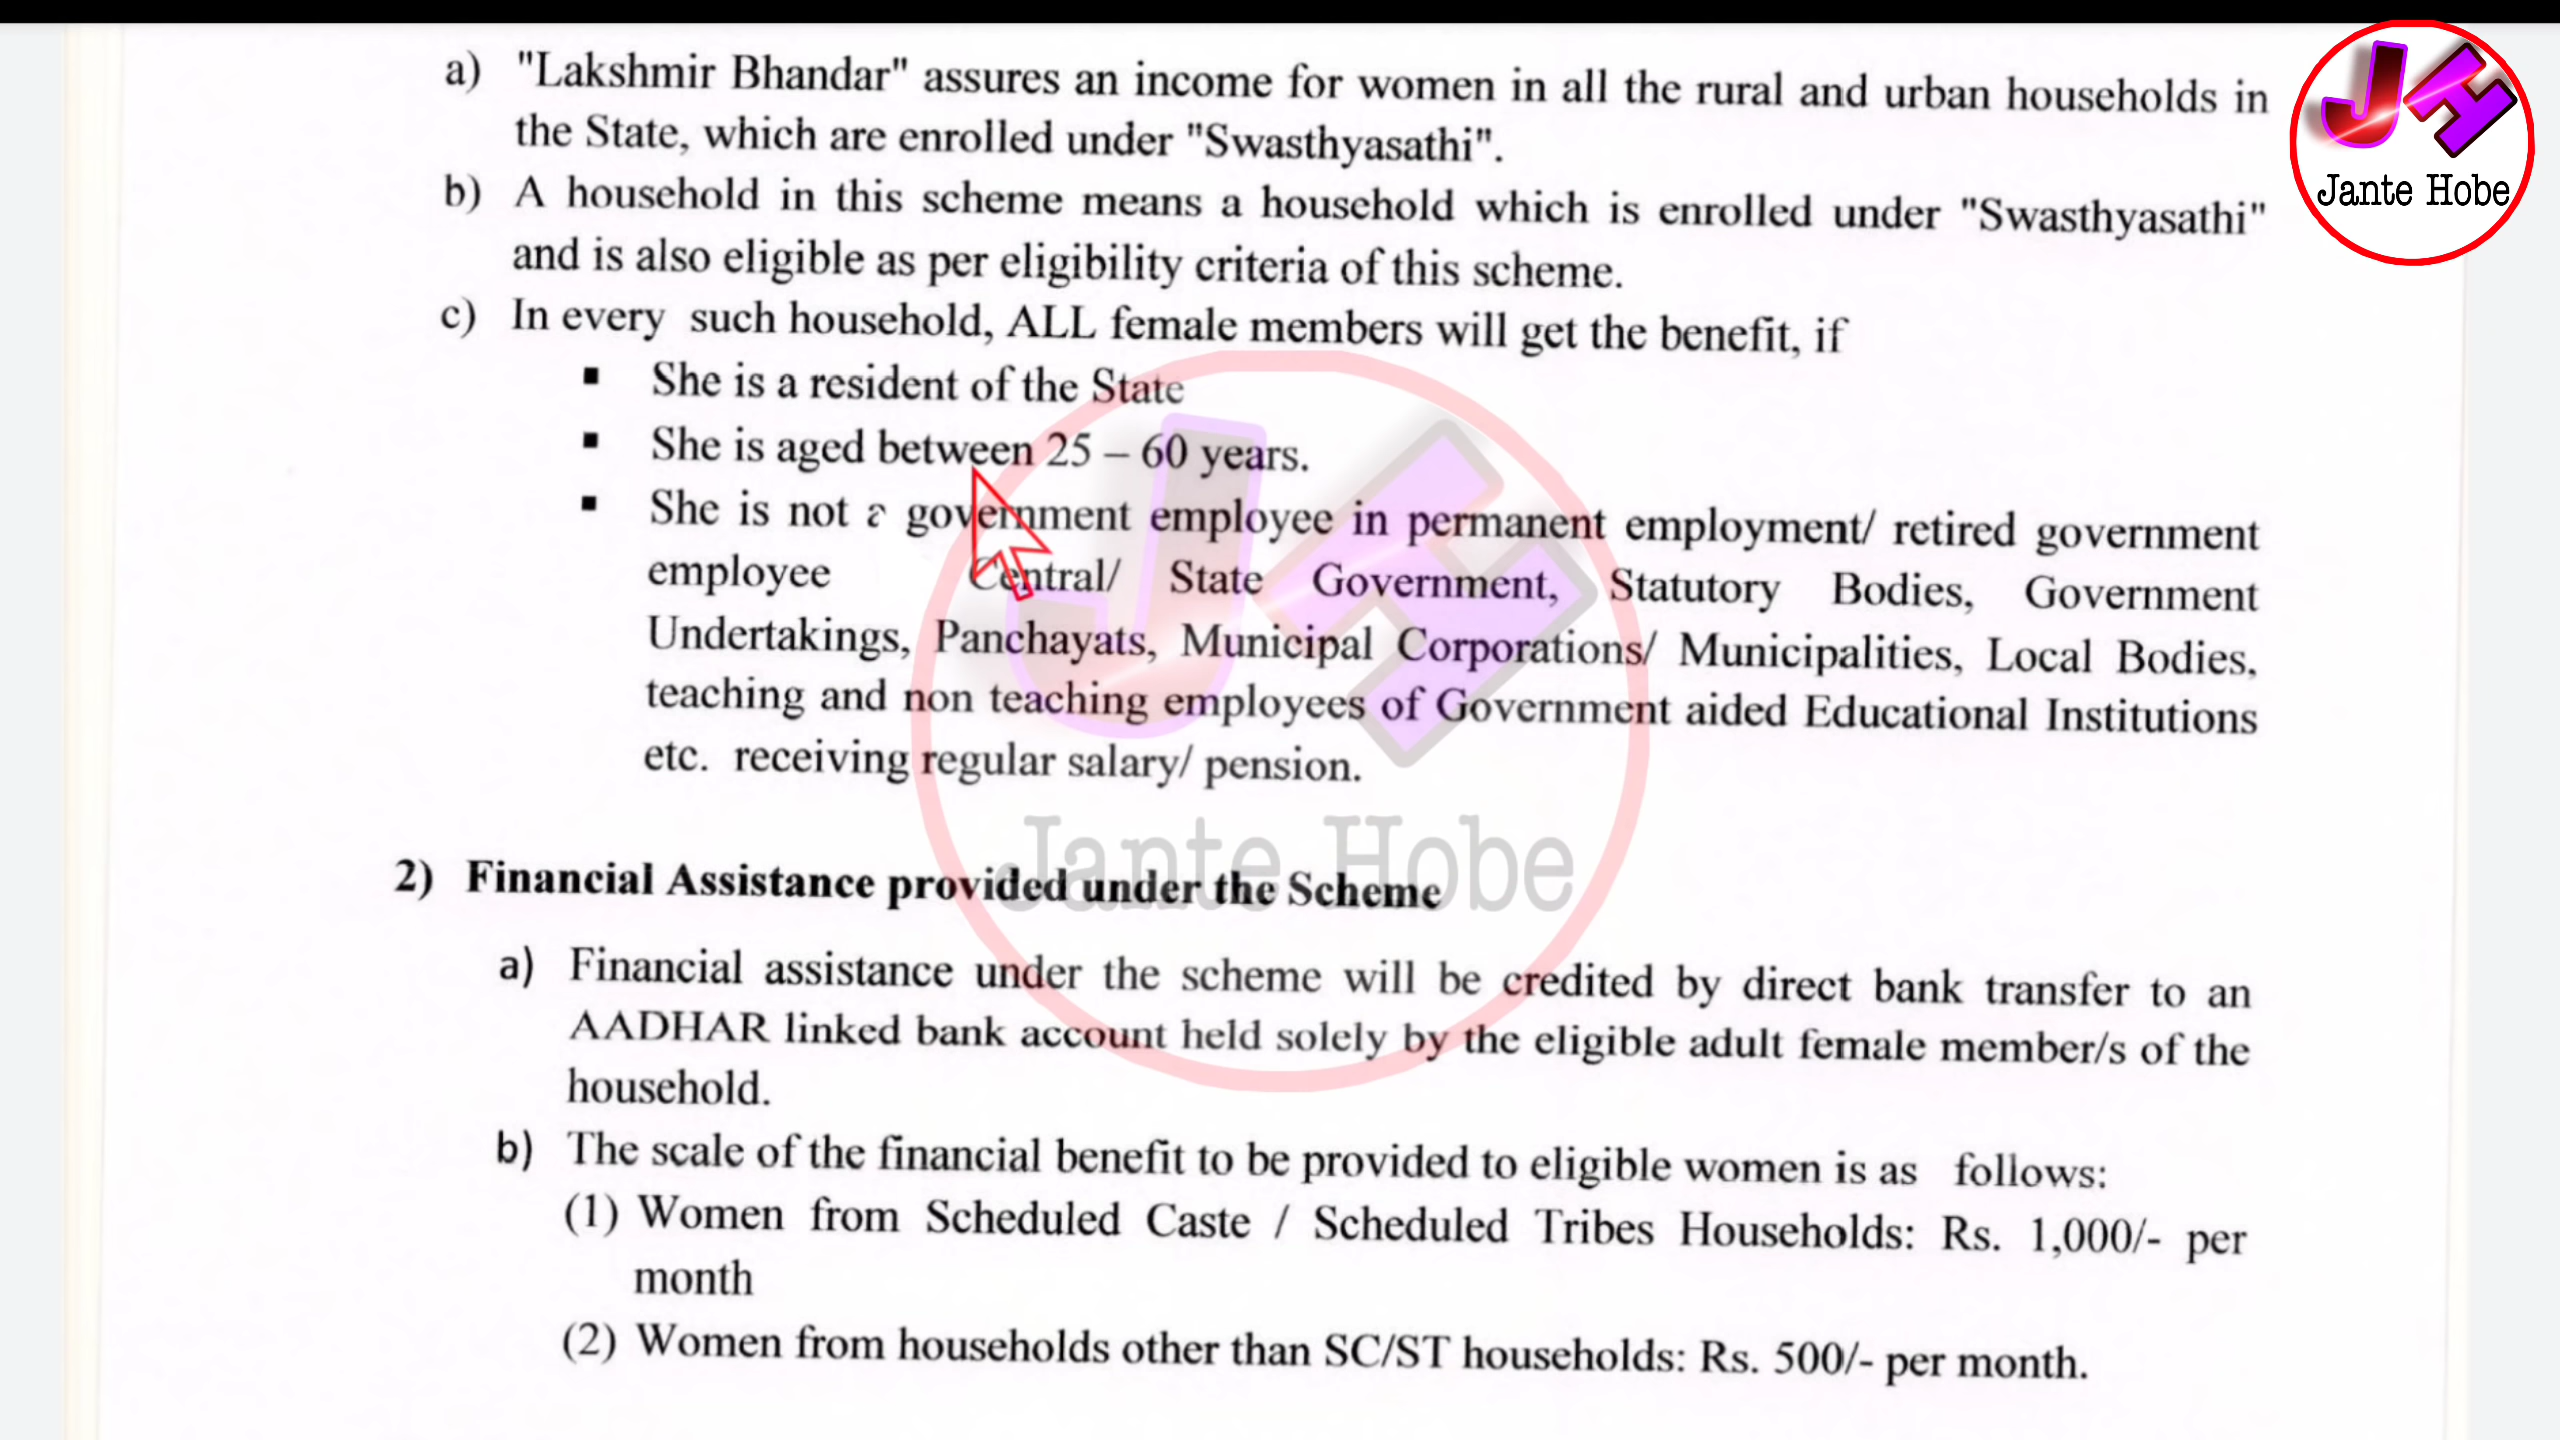 a) "Lakshmir Bhandar" assures an income for women in all the rural and urban households in
the State, which are enrolled under "Swasthyasathi".
b) A household in this scheme means a household which is enrolled under "Swasthyasathi"
and is also eligible as per eligibility criteria of this scheme.
c) In every such household, ALL female members will get the benefit, if
▪ She is a resident of the State
▪ She is aged between 25 – 60 years.
▪ She is not a government employee in permanent employment/ retired government
employee Central/ State Government, Statutory Bodies, Government
Undertakings, Panchayats, Municipal Corporations/ Municipalities, Local Bodies,
teaching and non teaching employees of Government aided Educational Institutions
etc. receiving regular salary/ pension.
2) Financial Assistance provided under the Scheme
a) Financial assistance under the scheme will be credited by direct bank transfer to an
AADHAR linked bank account held solely by the eligible adult female member/s of the
household.
b) The scale of the financial benefit to be provided to eligible women is as follows:
(1) Women from Scheduled Caste / Scheduled Tribes Households: Rs. 1,000/- per
month
(2) Women from households other than SC/ST households: Rs. 500/- per month.
JH
Jante Hobe
JH
Jante Hobe